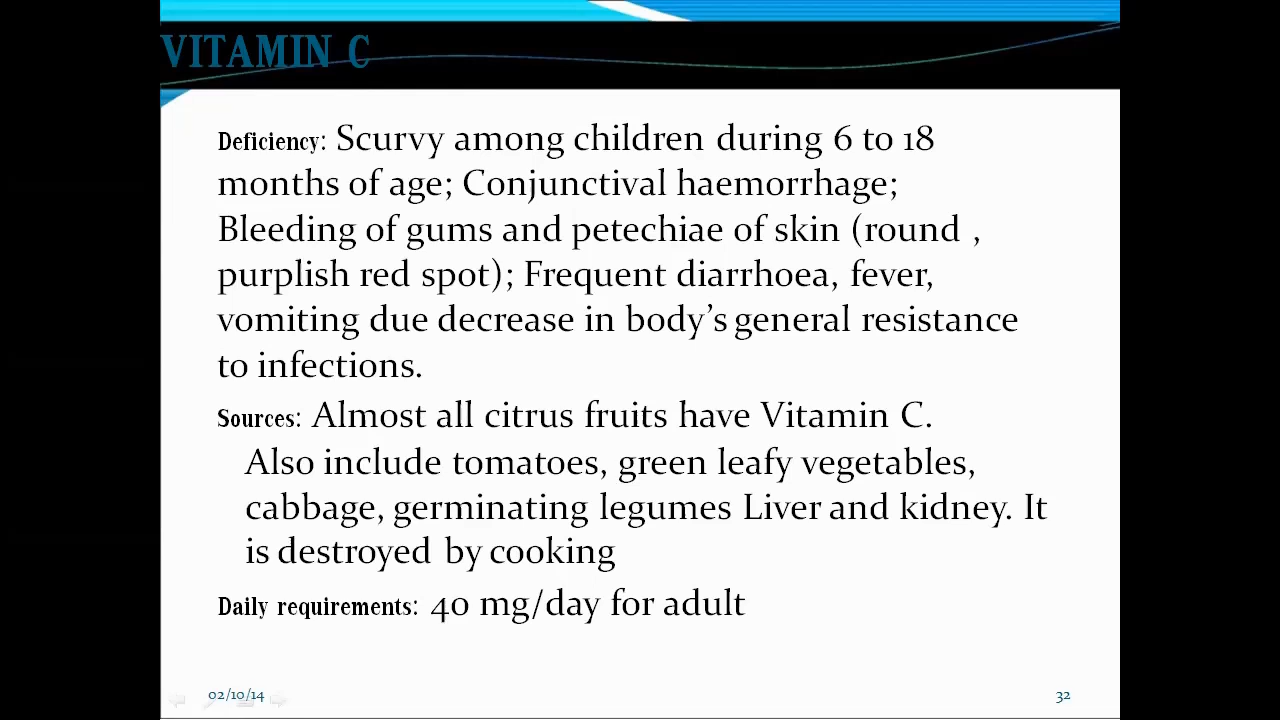 VITAMIN C
Deficiency: Scurvy among children during 6 to 18
months of age; Conjunctival haemorrhage;
Bleeding of gums and petechiae of skin (round ,
purplish red spot); Frequent diarrhoea, fever,
vomiting due decrease in body’s general resistance
to infections.
Sources: Almost all citrus fruits have Vitamin C.
Also include tomatoes, green leafy vegetables,
cabbage, germinating legumes Liver and kidney. It
is destroyed by cooking
Daily requirements: 40 mg/day for adult
02/10/14
32